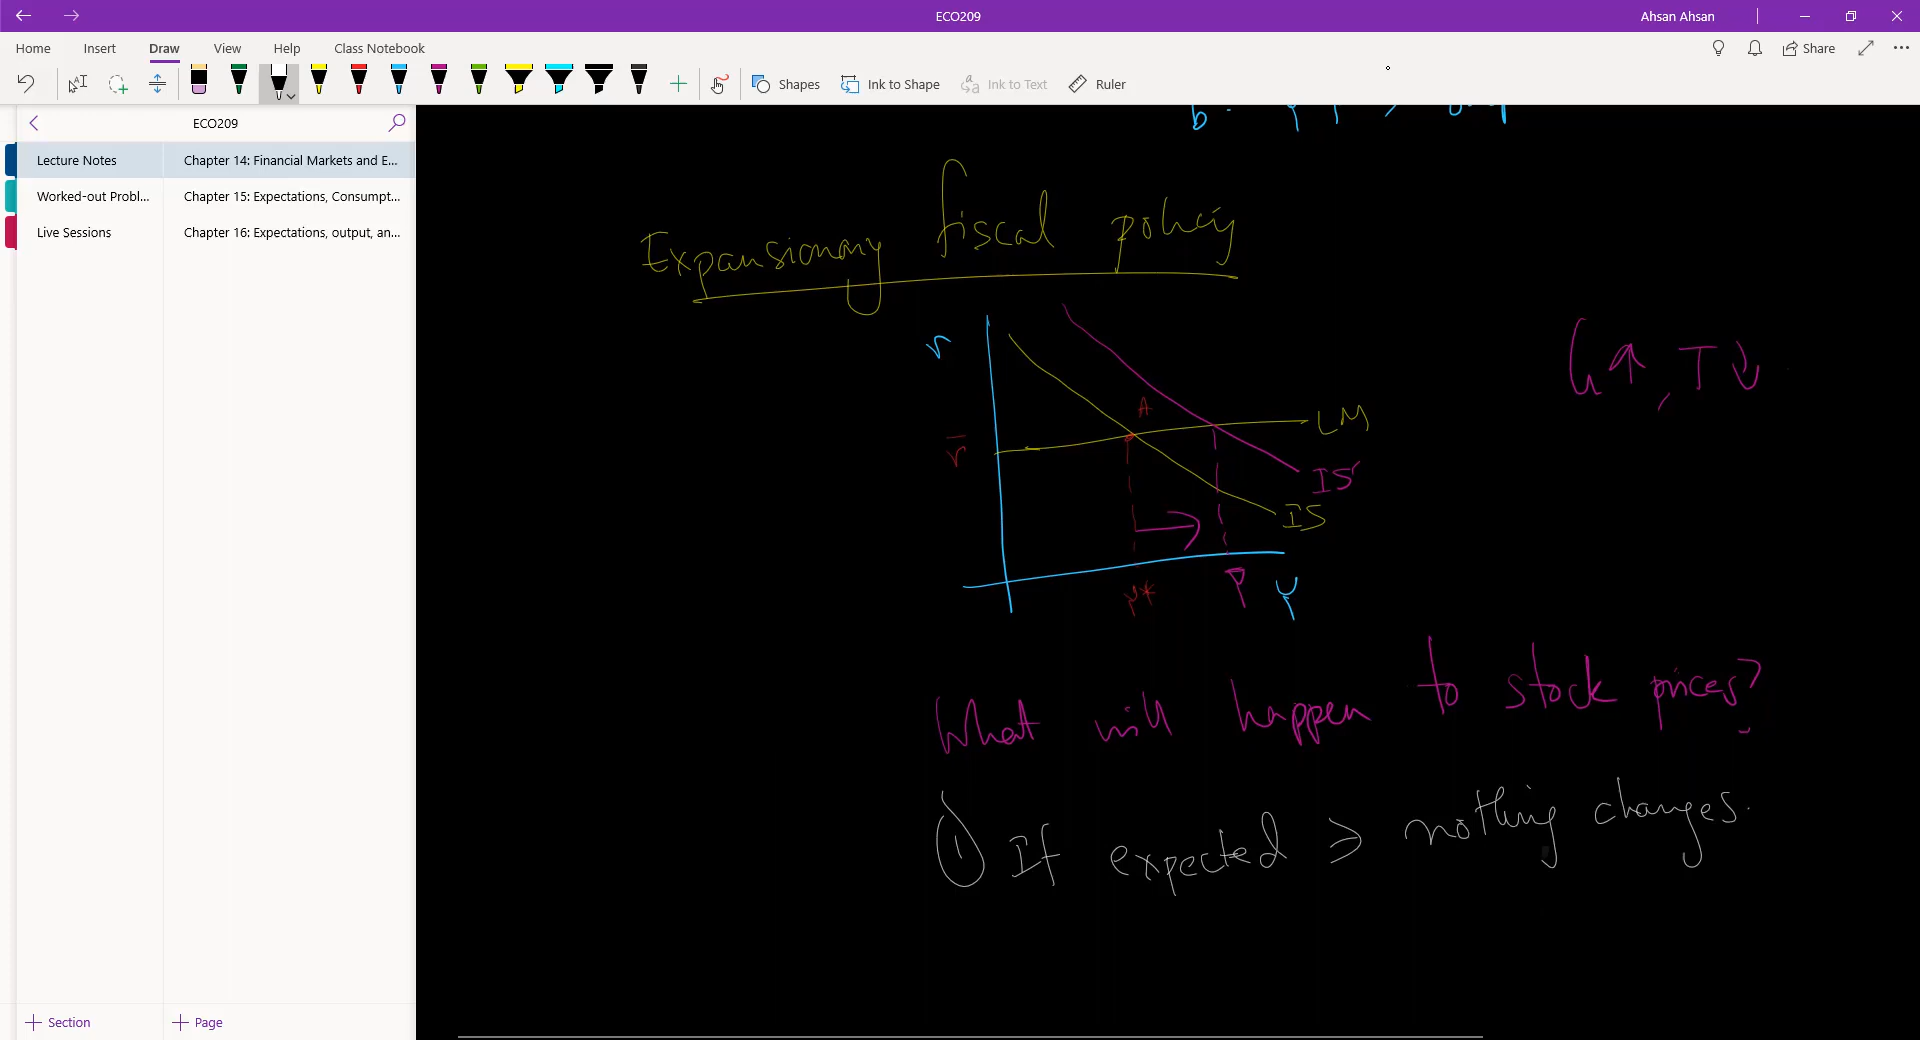 ECO209
Ahsan Ahsan
Home Insert Draw View Help Class Notebook
Share
Shapes Ink to Shape Ink to Text Ruler
ECO209
Lecture Notes
Worked-out Probl...
Live Sessions
Chapter 14: Financial Markets and E...
Chapter 15: Expectations, Consumpt...
Chapter 16: Expectations, output, an...
Section
Page
b.
Expansionary fiscal policy
r
G↑, T↓
A
LM
r̄
IS'
IS
Y*
Y
What will happen to stock prices?
① If expected ⇒ nothing changes.